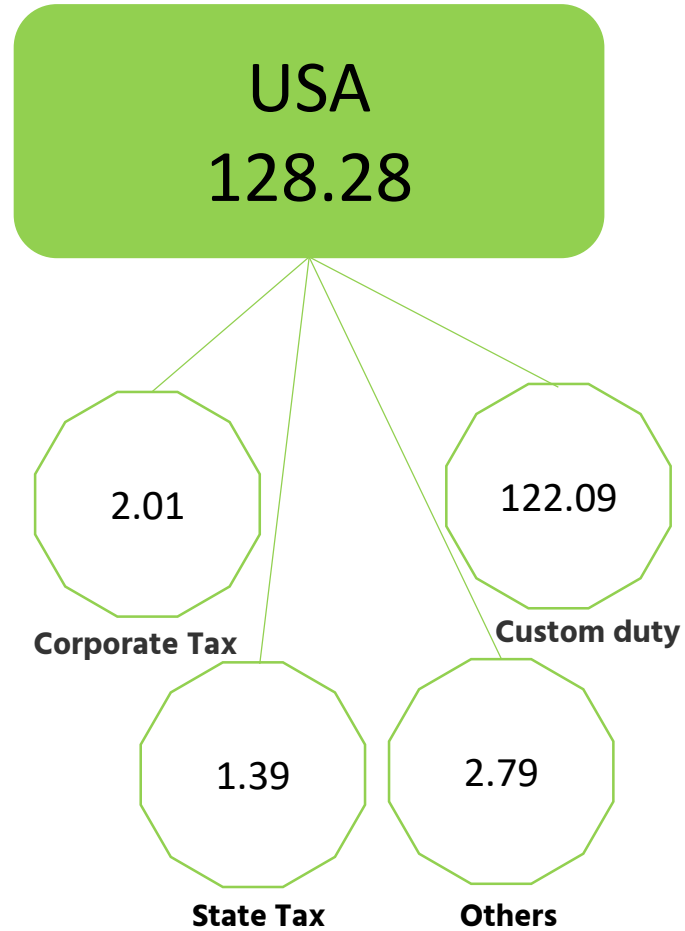 USA
128.28
2.01
Corporate Tax
122.09
Custom duty
1.39
State Tax
2.79
Others